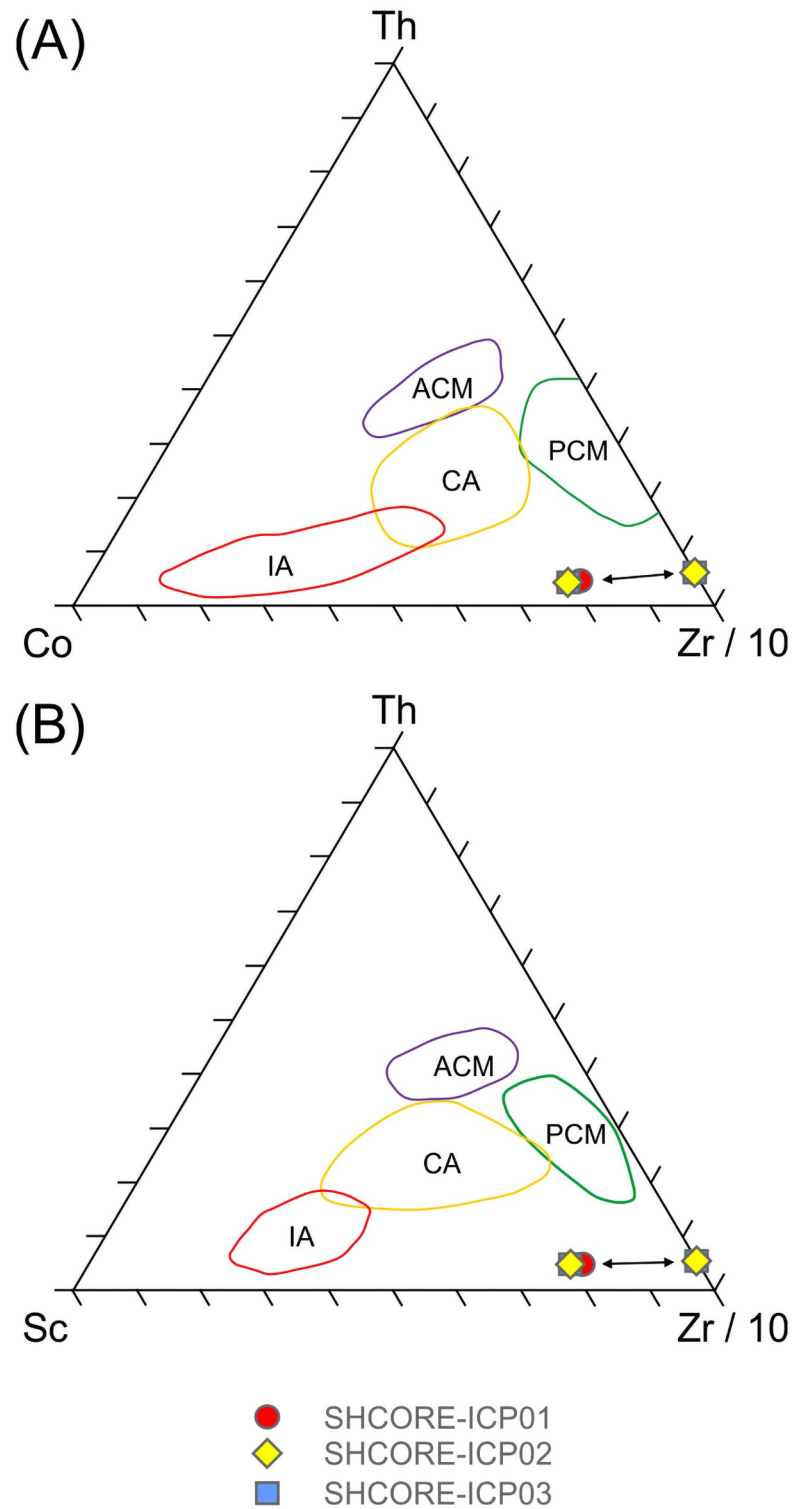 (A)
Th
ACM
CA
PCM
IA
Co
Zr / 10
(B)
Th
ACM
PCM
CA
IA
Sc
Zr / 10
SHCORE-ICP01
SHCORE-ICP02
SHCORE-ICP03